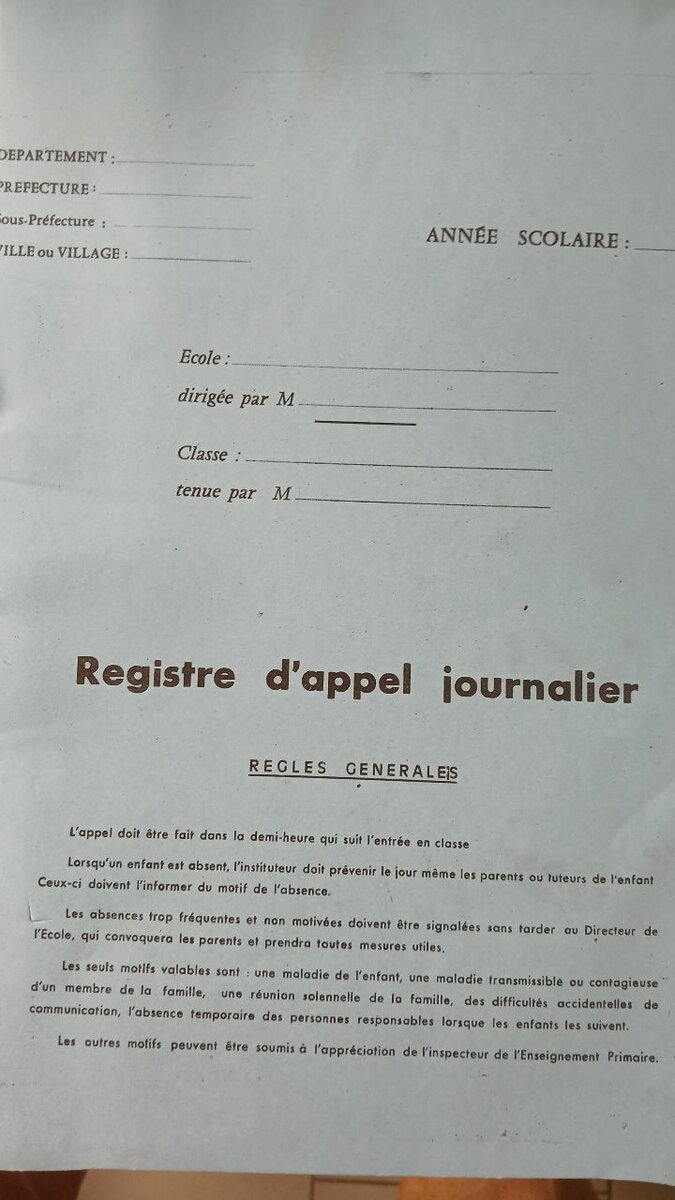 DEPARTEMENT :
PREFECTURE :
Sous-Préfecture :
VILLE ou VILLAGE :
ANNÉE SCOLAIRE :
Ecole :
dirigée par M
Classe :
tenue par M
Registre d'appel journalier
REGLES GENERALES
L'appel doit être fait dans la demi-heure qui suit l'entrée en classe
Lorsqu'un enfant est absent, l'instituteur doit prévenir le jour même les parents ou tuteurs de l'enfant
Ceux-ci doivent l'informer du motif de l'absence.
Les absences trop fréquentes et non motivées doivent être signalées sans tarder au Directeur de
l'Ecole, qui convoquera les parents et prendra toutes mesures utiles.
Les seuls motifs valables sont : une maladie de l'enfant, une maladie transmissible ou contagieuse
d'un membre de la famille, une réunion solennelle de la famille, des difficultés accidentelles de
communication, l'absence temporaire des personnes responsables lorsque les enfants les suivent.
Les autres motifs peuvent être soumis à l'appréciation de l'inspecteur de l'Enseignement Primaire.